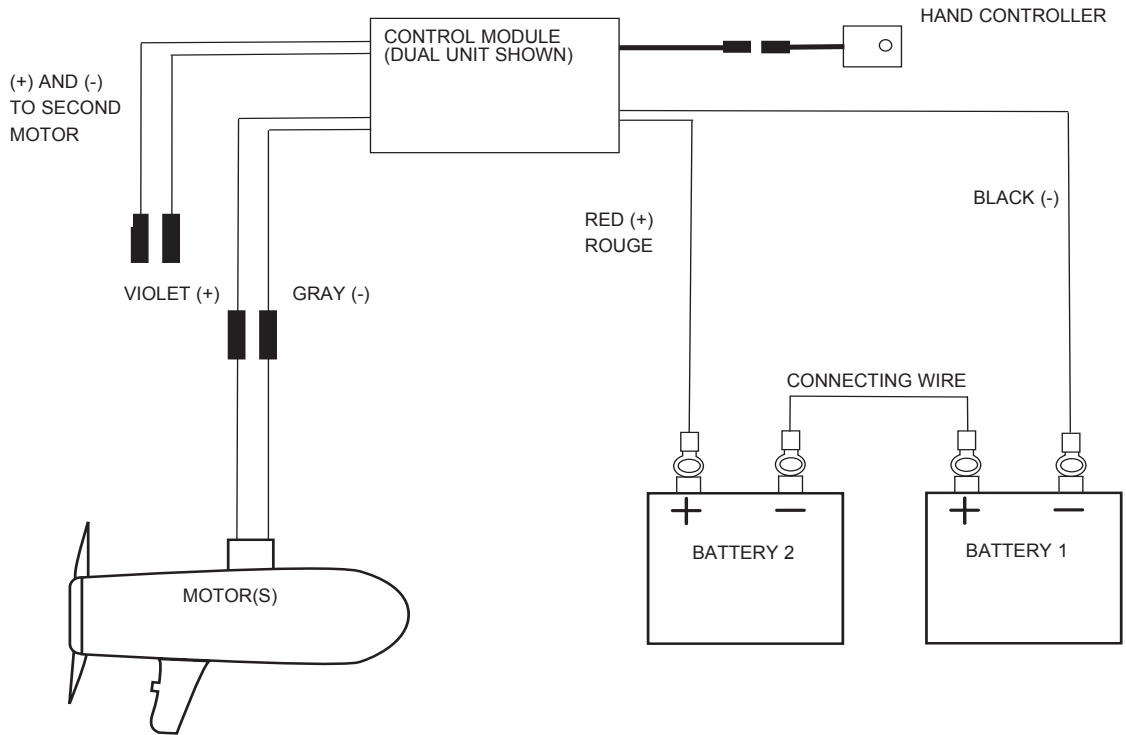 HAND CONTROLLER
CONTROL MODULE
(DUAL UNIT SHOWN)
(+) AND (-)
TO SECOND
MOTOR
BLACK (-)
RED (+)
ROUGE
VIOLET (+)
GRAY (-)
CONNECTING WIRE
+
−
+
−
BATTERY 2
BATTERY 1
MOTOR(S)